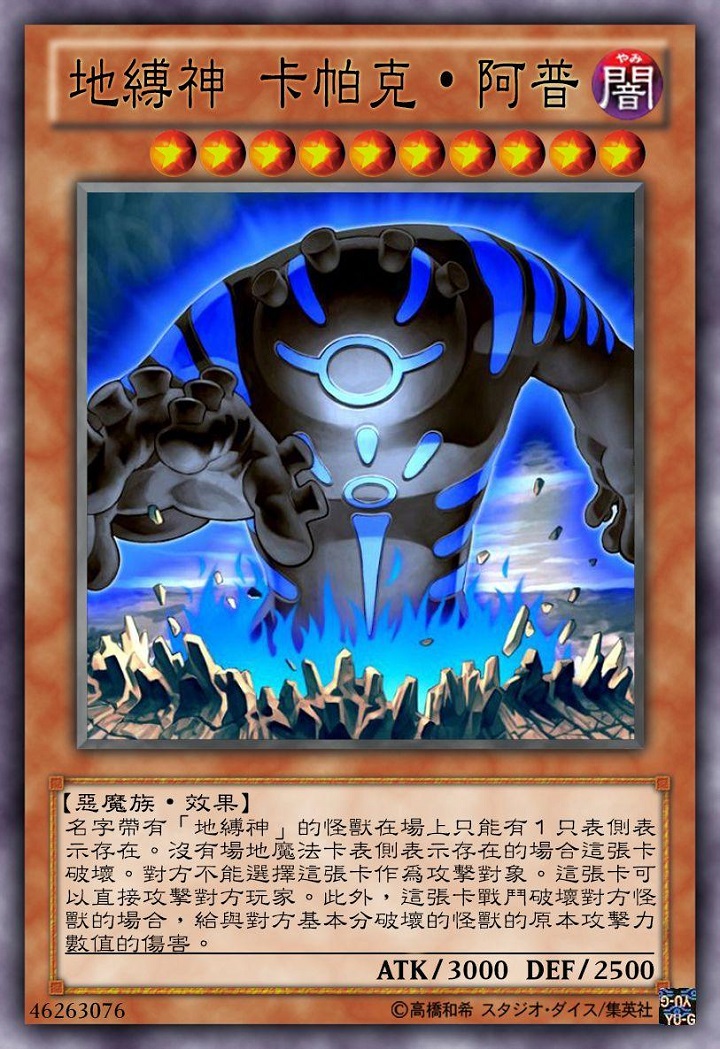 地縛神 卡帕克・阿普
やみ
闇
【惡魔族・效果】
名字帶有「地縛神」的怪獸在場上只能有１只表側表
示存在。沒有場地魔法卡表側表示存在的場合這張卡
破壞。對方不能選擇這張卡作爲攻擊對象。這張卡可
以直接攻擊對方玩家。此外，這張卡戰鬥破壞對方怪
獸的場合，給與對方基本分破壞的怪獸的原本攻擊力
數值的傷害。
ATK/3000 DEF/2500
46263076
©高橋和希 スタジオ・ダイス/集英社